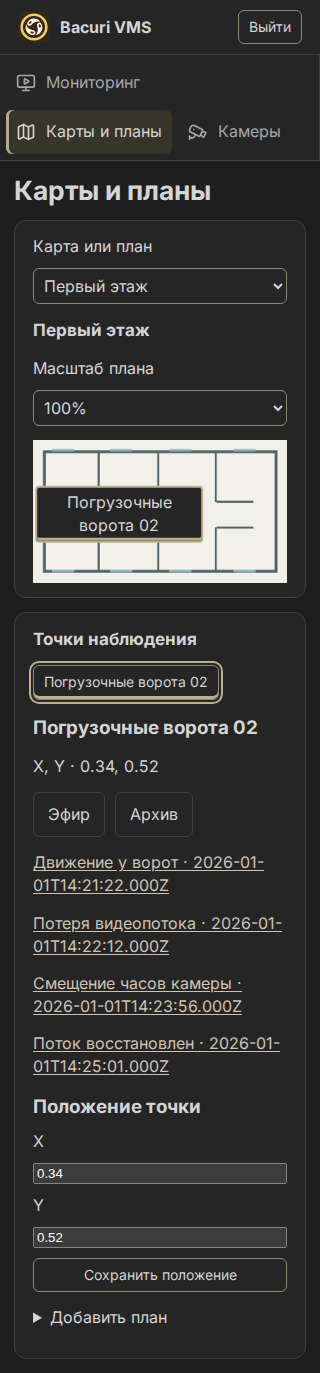 Bacuri VMS
Выйти
Мониторинг
Карты и планы
Камеры
Карты и планы
Карта или план
Первый этаж
Первый этаж
Масштаб плана
100%
Погрузочные
ворота 02
Точки наблюдения
Погрузочные ворота 02
Погрузочные ворота 02
X, Y · 0.34, 0.52
Эфир
Архив
Движение у ворот · 2026-01-
01T14:21:22.000Z
Потеря видеопотока · 2026-01-
01T14:22:12.000Z
Смещение часов камеры ·
2026-01-01T14:23:56.000Z
Поток восстановлен · 2026-01-
01T14:25:01.000Z
Положение точки
X
0.34
Y
0.52
Сохранить положение
Добавить план